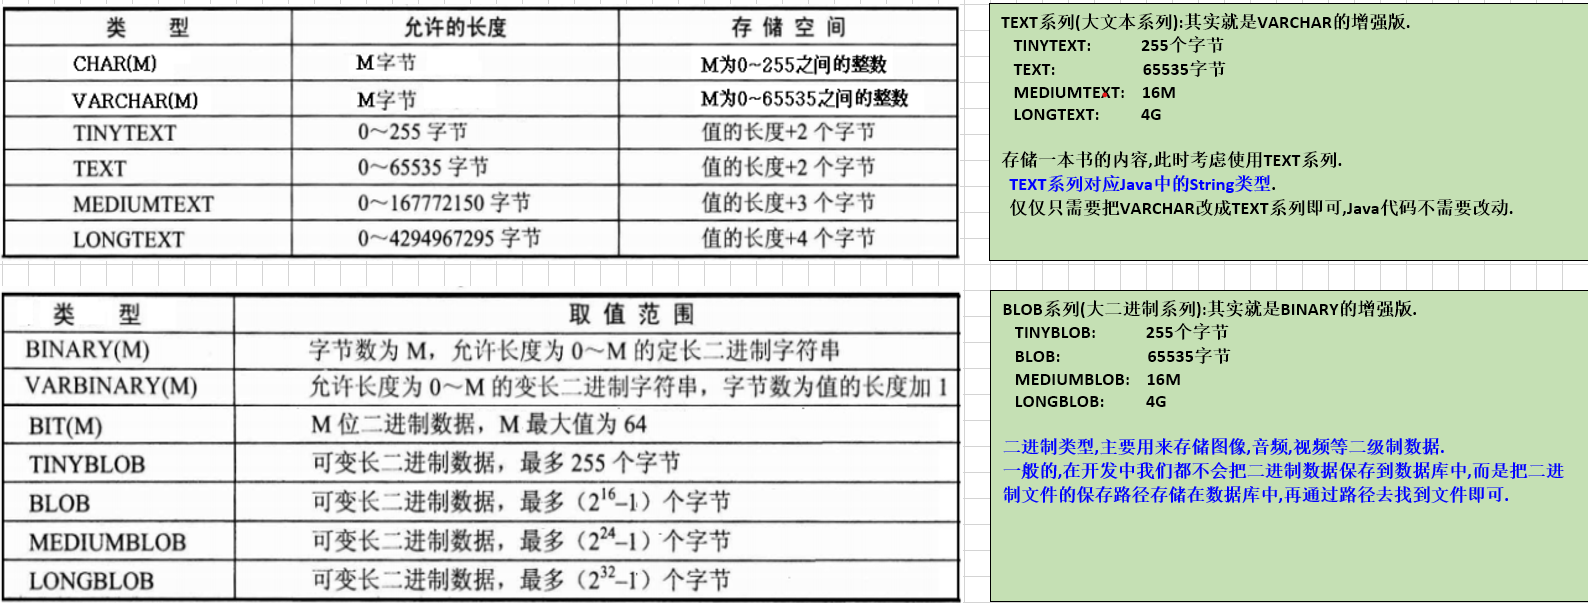 类 型 允许的长度 存 储 空 间
CHAR(M) M字节 M为0~255之间的整数
VARCHAR(M) M字节 M为0~65535之间的整数
TINYTEXT 0～255 字节 值的长度+2 个字节
TEXT 0～65535 字节 值的长度+2 个字节
MEDIUMTEXT 0～167772150 字节 值的长度+3 个字节
LONGTEXT 0～4294967295 字节 值的长度+4 个字节
TEXT系列(大文本系列):其实就是VARCHAR的增强版.
TINYTEXT: 255个字节
TEXT: 65535字节
MEDIUMTEXT: 16M
LONGTEXT: 4G
存储一本书的内容,此时考虑使用TEXT系列.
TEXT系列对应Java中的String类型.
仅仅只需要把VARCHAR改成TEXT系列即可,Java代码不需要改动.
类 型 取 值 范 围
BINARY(M) 字节数为 M，允许长度为 0～M 的定长二进制字符串
VARBINARY(M) 允许长度为 0～M 的变长二进制字符串，字节数为值的长度加 1
BIT(M) M 位二进制数据，M 最大值为 64
TINYBLOB 可变长二进制数据，最多 255 个字节
BLOB 可变长二进制数据，最多（2¹⁶–1）个字节
MEDIUMBLOB 可变长二进制数据，最多（2²⁴–1）个字节
LONGBLOB 可变长二进制数据，最多（2³²–1）个字节
BLOB系列(大二进制系列):其实就是BINARY的增强版.
TINYBLOB: 255个字节
BLOB: 65535字节
MEDIUMBLOB: 16M
LONGBLOB: 4G
二进制类型,主要用来存储图像,音频,视频等二级制数据.
一般的,在开发中我们都不会把二进制数据保存到数据库中,而是把二进
制文件的保存路径存储在数据库中,再通过路径去找到文件即可.